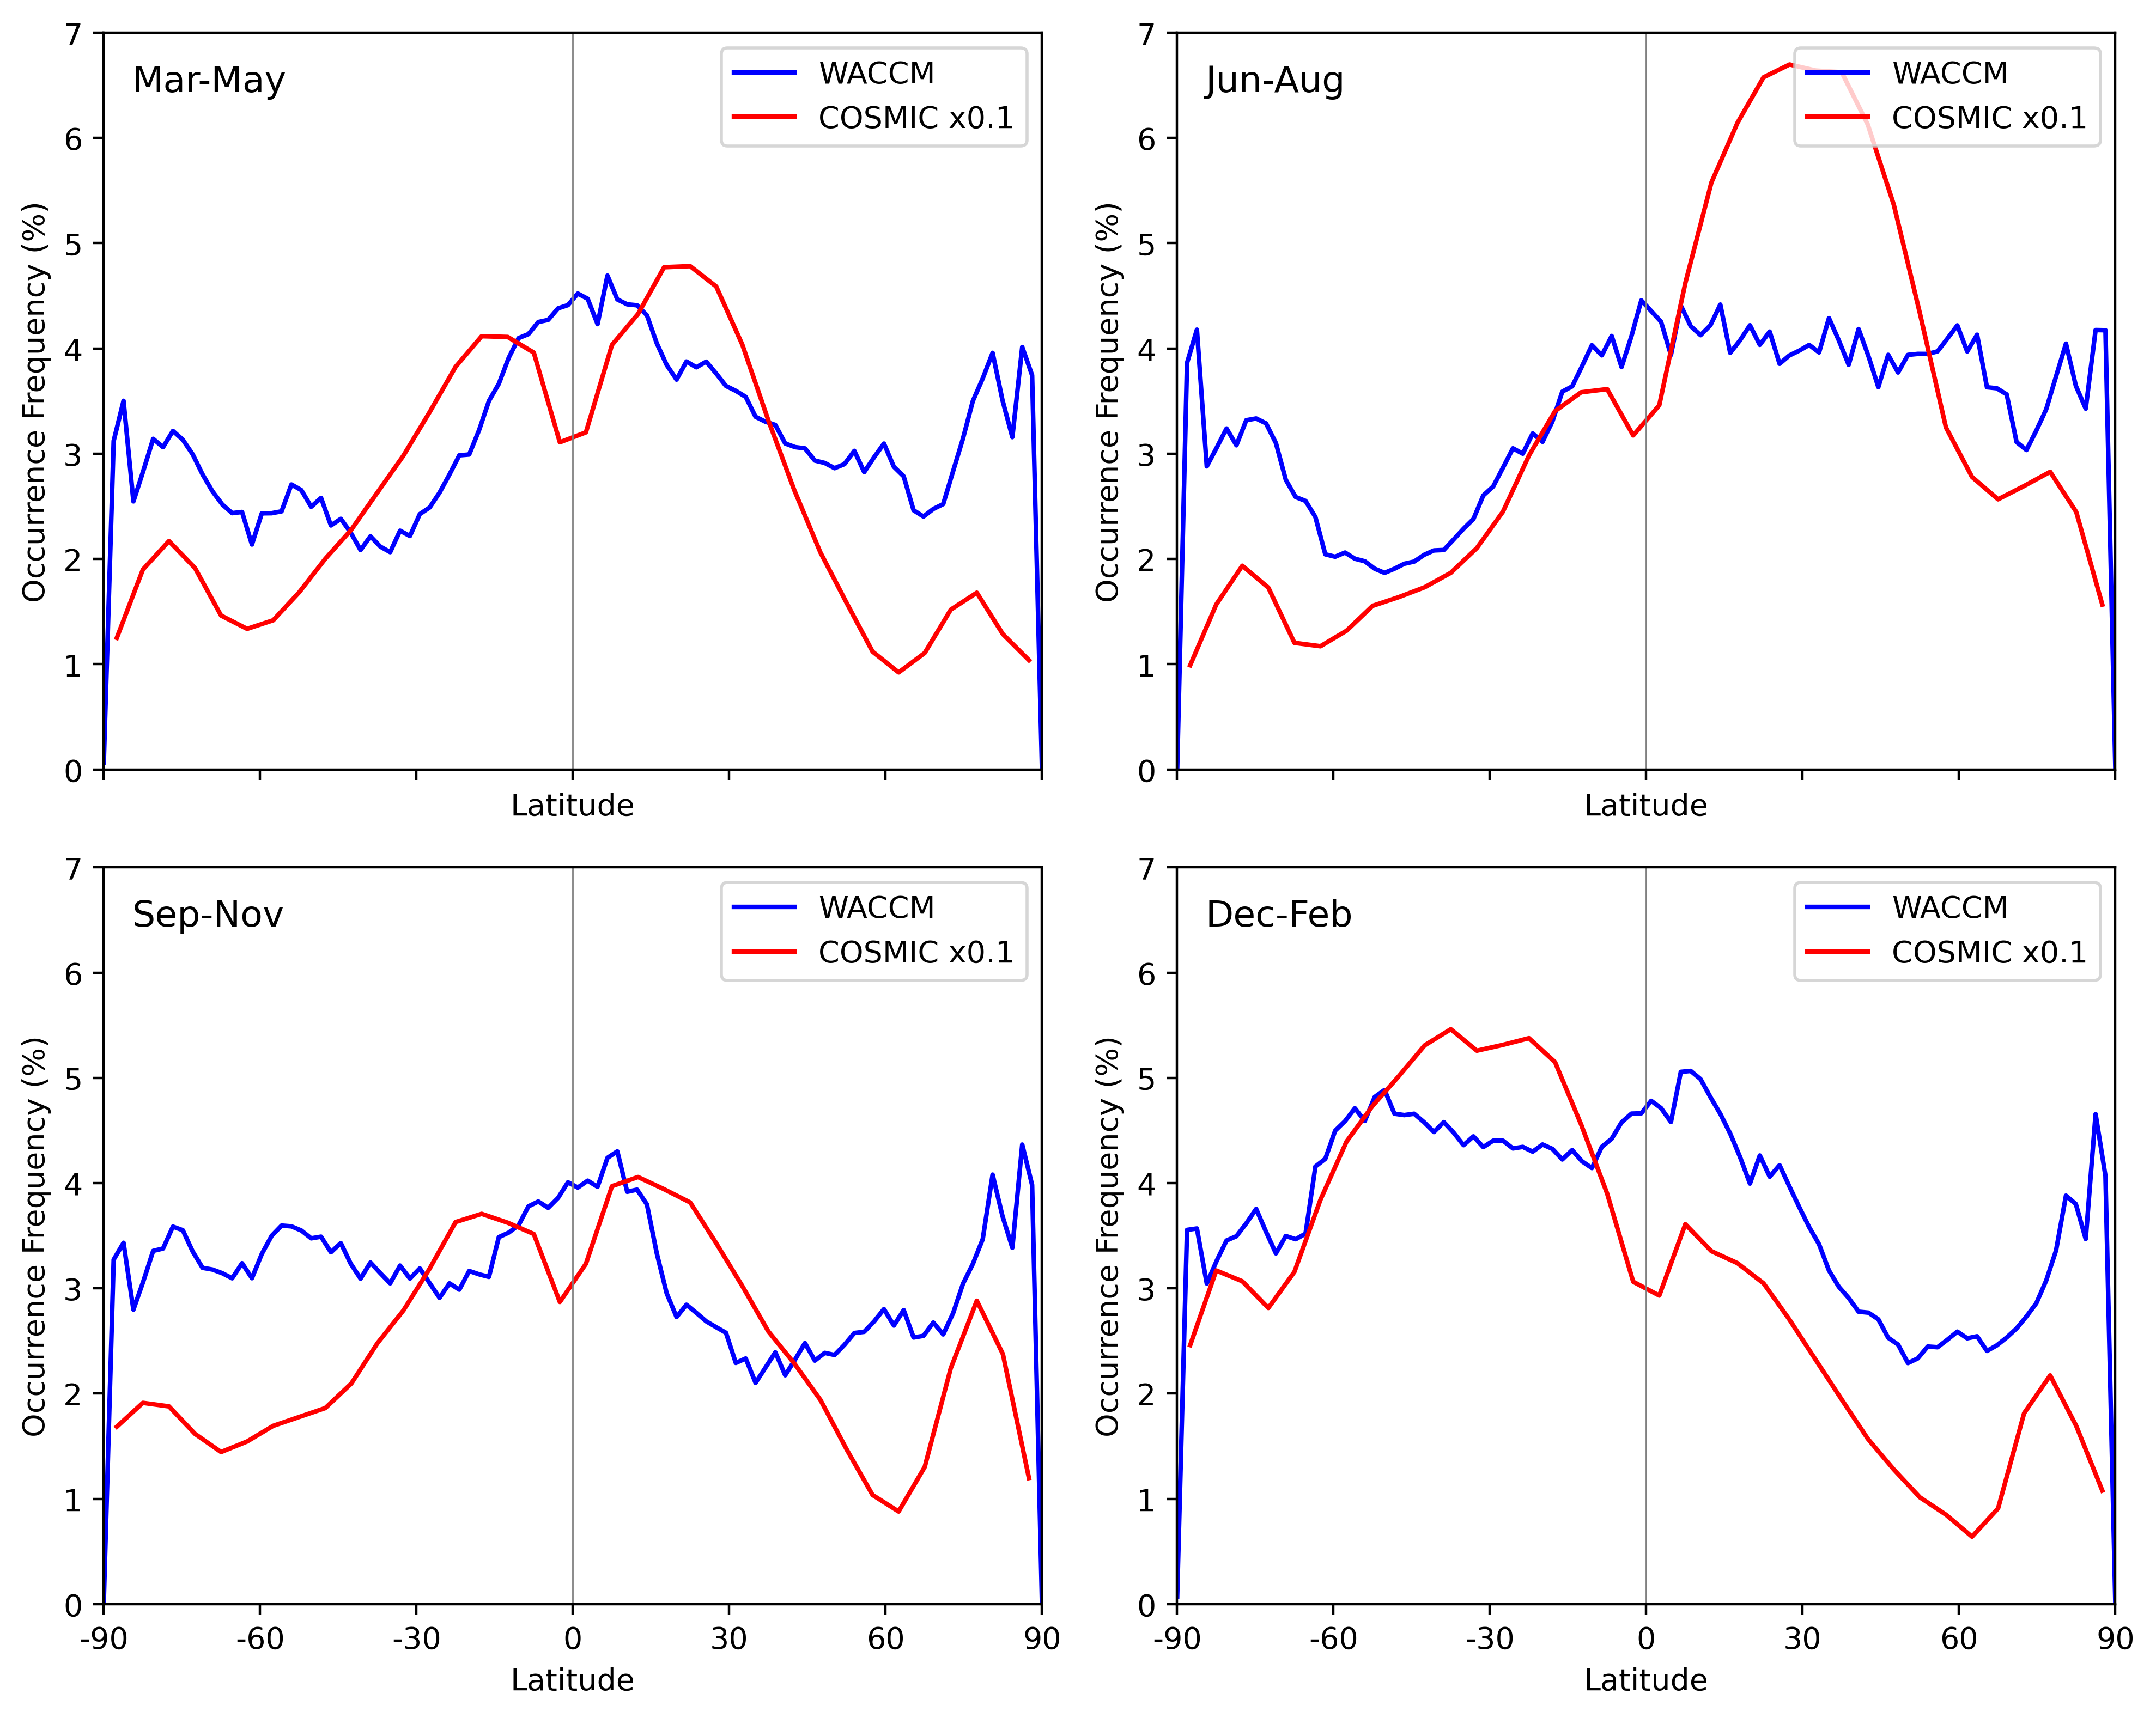 Mar-May
WACCM
COSMIC x0.1
Occurrence Frequency (%)
7
6
5
4
3
2
1
0
Latitude
Jun-Aug
WACCM
COSMIC x0.1
Occurrence Frequency (%)
7
6
5
4
3
2
1
0
Latitude
Sep-Nov
WACCM
COSMIC x0.1
Occurrence Frequency (%)
7
6
5
4
3
2
1
0
-90 -60 -30 0 30 60 90
Latitude
Dec-Feb
WACCM
COSMIC x0.1
Occurrence Frequency (%)
7
6
5
4
3
2
1
0
-90 -60 -30 0 30 60 90
Latitude